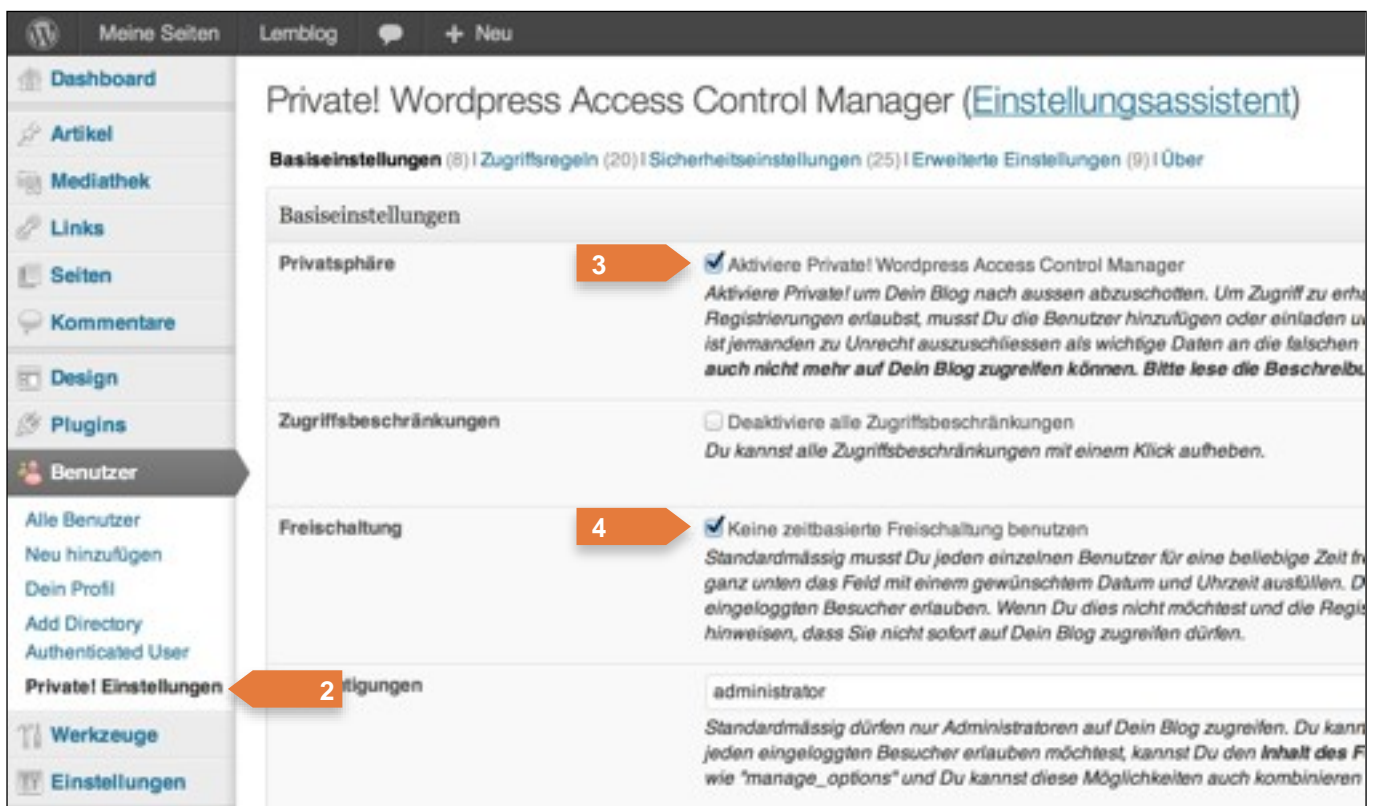 Meine Seiten Lernblog + Neu
Dashboard
Artikel
Mediathek
Links
Seiten
Kommentare
Design
Plugins
Benutzer
Alle Benutzer
Neu hinzufügen
Dein Profil
Add Directory
Authenticated User
Private! Einstellungen
2
Werkzeuge
Einstellungen
Private! Wordpress Access Control Manager (Einstellungsassistent)
Basiseinstellungen (8) | Zugriffsregeln (20) | Sicherheitseinstellungen (25) | Erweiterte Einstellungen (9) | Über
Basiseinstellungen
Privatsphäre
3
Aktiviere Private! Wordpress Access Control Manager
Aktiviere Private! um Dein Blog nach aussen abzuschotten. Um Zugriff zu erha
Registrierungen erlaubst, musst Du die Benutzer hinzufügen oder einladen u
ist jemanden zu Unrecht auszuschliessen als wichtige Daten an die falschen
auch nicht mehr auf Dein Blog zugreifen können. Bitte lese die Beschreibu
Zugriffsbeschränkungen
Deaktiviere alle Zugriffsbeschränkungen
Du kannst alle Zugriffsbeschränkungen mit einem Klick aufheben.
Freischaltung
4
Keine zeitbasierte Freischaltung benutzen
Standardmässig musst Du jeden einzelnen Benutzer für eine beliebige Zeit fr
ganz unten das Feld mit einem gewünschtem Datum und Uhrzeit ausfüllen. D
eingeloggten Besucher erlauben. Wenn Du dies nicht möchtest und die Regis
hinweisen, dass Sie nicht sofort auf Dein Blog zugreifen dürfen.
tigungen
administrator
Standardmässig dürfen nur Administratoren auf Dein Blog zugreifen. Du kann
jeden eingeloggten Besucher erlauben möchtest, kannst Du den Inhalt des F
wie "manage_options" und Du kannst diese Möglichkeiten auch kombinieren